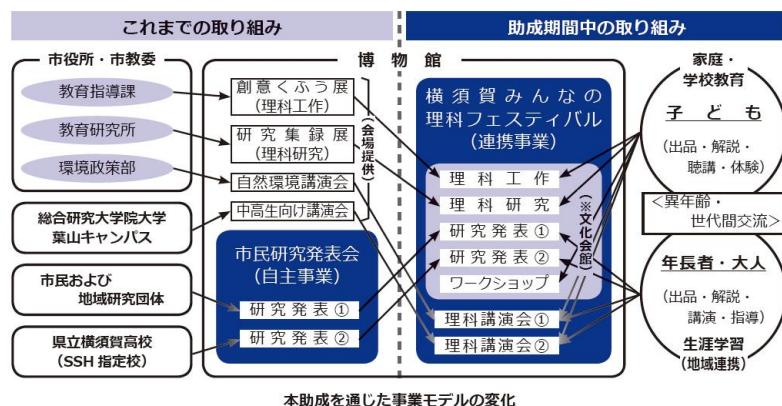 これまでの取り組み
助成期間中の取り組み
市役所・市教委
教育指導課
教育研究所
環境政策部
総合研究大学院大学
葉山キャンパス
市民および
地域研究団体
県立横須賀高校
(SSH 指定校)
博物館
創意くふう展
(理科工作)
研究集録展
(理科研究)
自然環境講演会
中高生向け講演会
(会場提供)
市民研究発表会
(自主事業)
研究発表①
研究発表②
横須賀みんなの
理科フェスティバル
(連携事業)
理科工作
理科研究
研究発表①
研究発表②
ワークショップ
(※文化会館)
理科講演会①
理科講演会②
家庭・
学校教育
子ども
(出品・解説・
聴講・体験)
<異年齢・
世代間交流>
年長者・大人
(出品・解説・
講演・指導)
生涯学習
(地域連携)
本助成を通じた事業モデルの変化